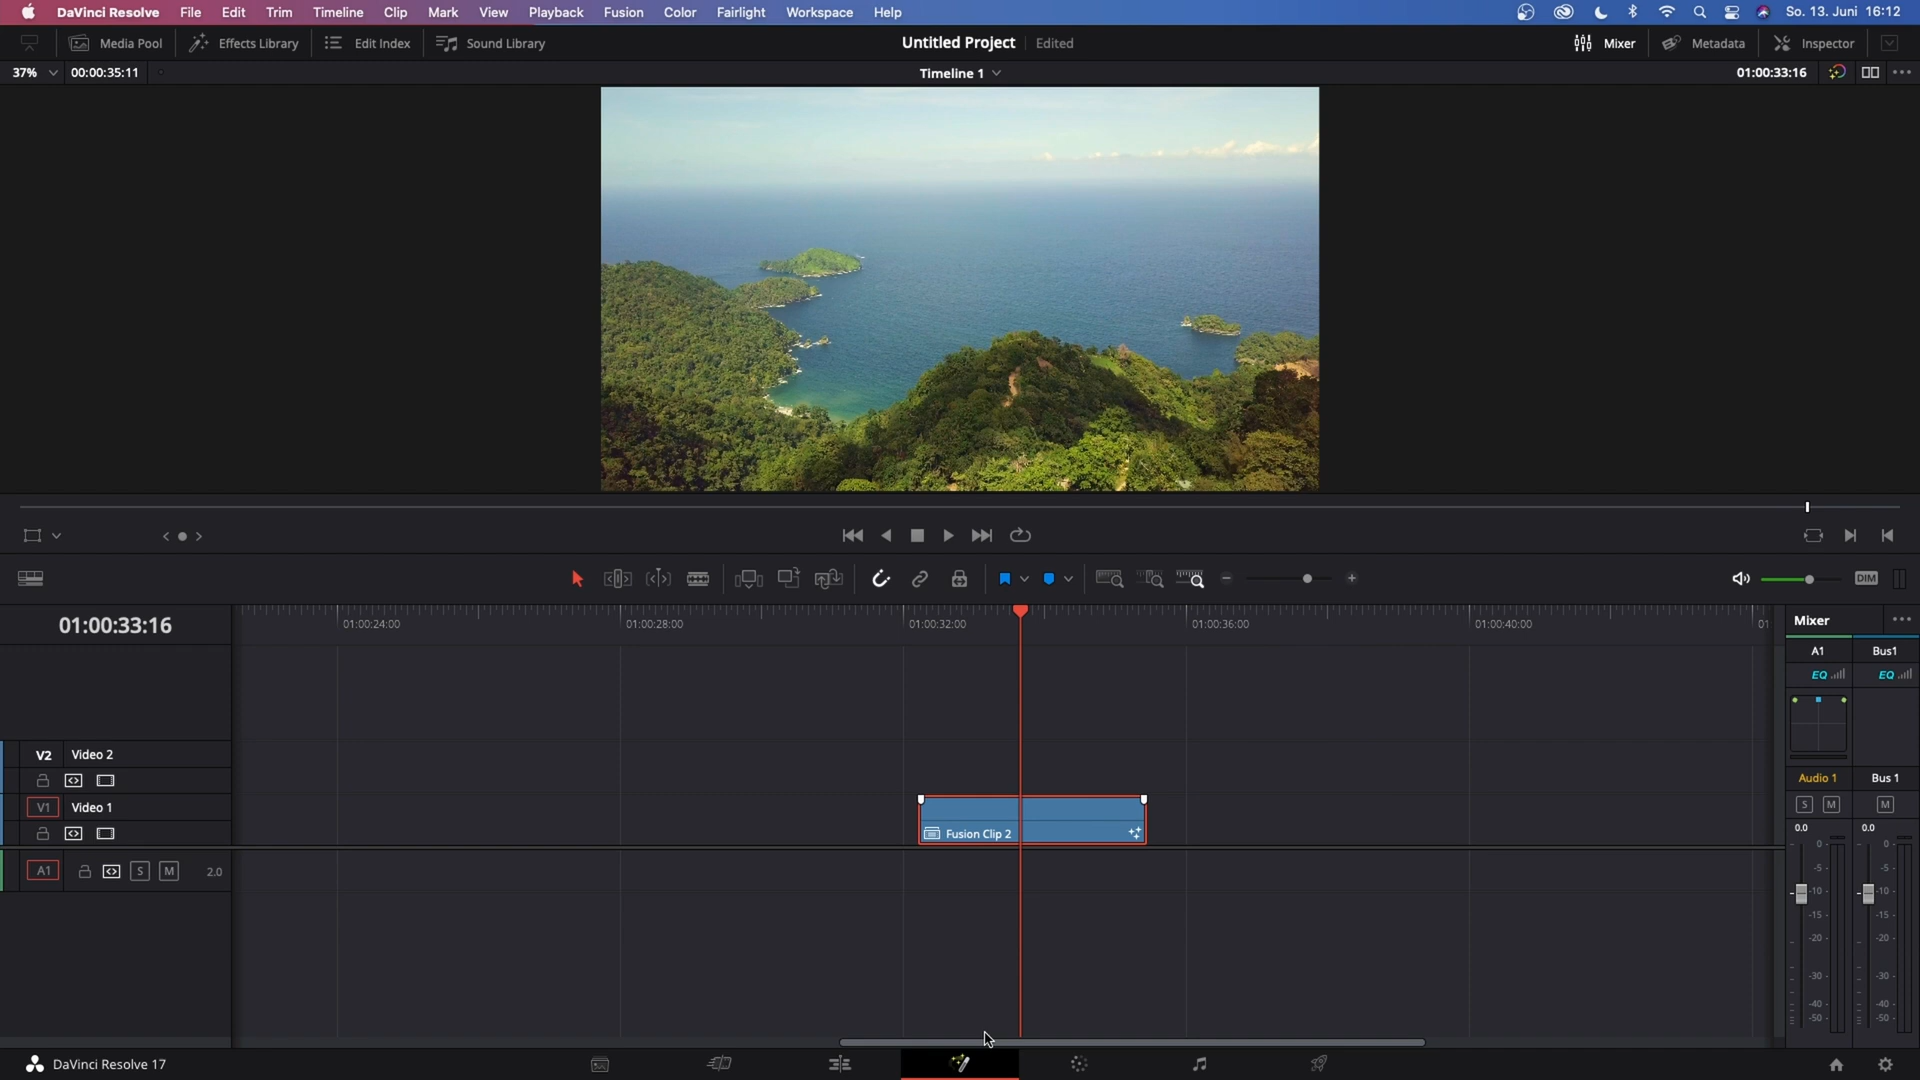 DaVinci Resolve File Edit Trim Timeline Clip Mark View Playback Fusion Color Fairlight Workspace Help So. 13. Juni 16:12
Media Pool Effects Library Edit Index Sound Library Untitled Project Edited Mixer Metadata Inspector
37% 00:00:35:11 Timeline 1 01:00:33:16
DIM
01:00:33:16 01:00:24:00 01:00:28:00 01:00:32:00 01:00:36:00 01:00:40:00 01
Mixer
A1 Bus1
EQ EQ
V2 Video 2
Audio 1 Bus 1
V1 Video 1
S M M
Fusion Clip 2
0.0 0.0
A1 S M 2.0
0- 0-
-5- -5-
-10- -10-
-15- -15-
-20- -20-
-30- -30-
-40- -40-
-50- -50-
DaVinci Resolve 17